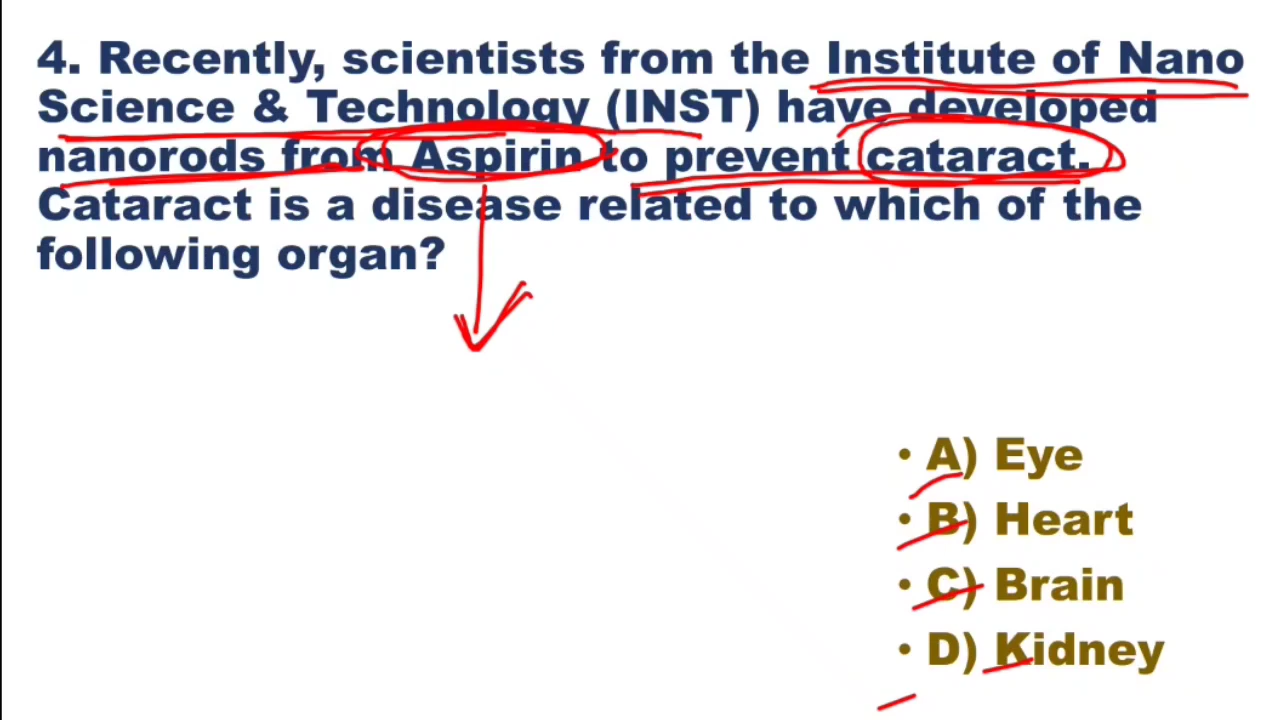 4. Recently, scientists from the Institute of Nano
Science & Technology (INST) have developed
nanorods from Aspirin to prevent cataract.
Cataract is a disease related to which of the
following organ?
• A) Eye
• B) Heart
• C) Brain
• D) Kidney